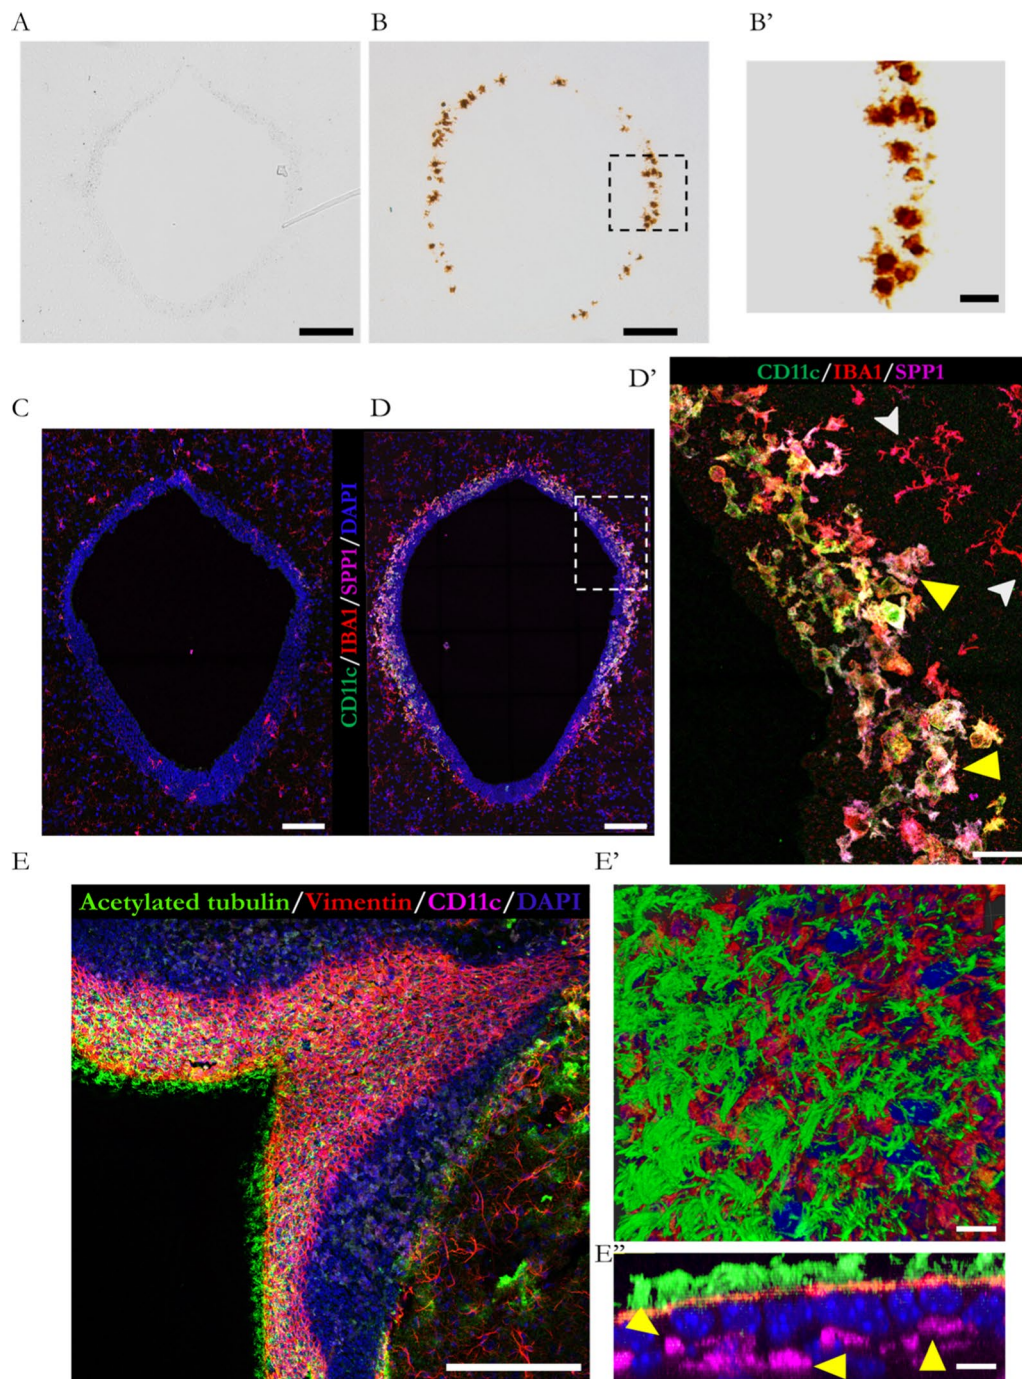 A
B
B’
D’
CD11c/IBA1/SPP1
C
D
CD11c/IBA1/SPP1/DAPI
E
E’
Acetylated tubulin/Vimentin/CD11c/DAPI
E”